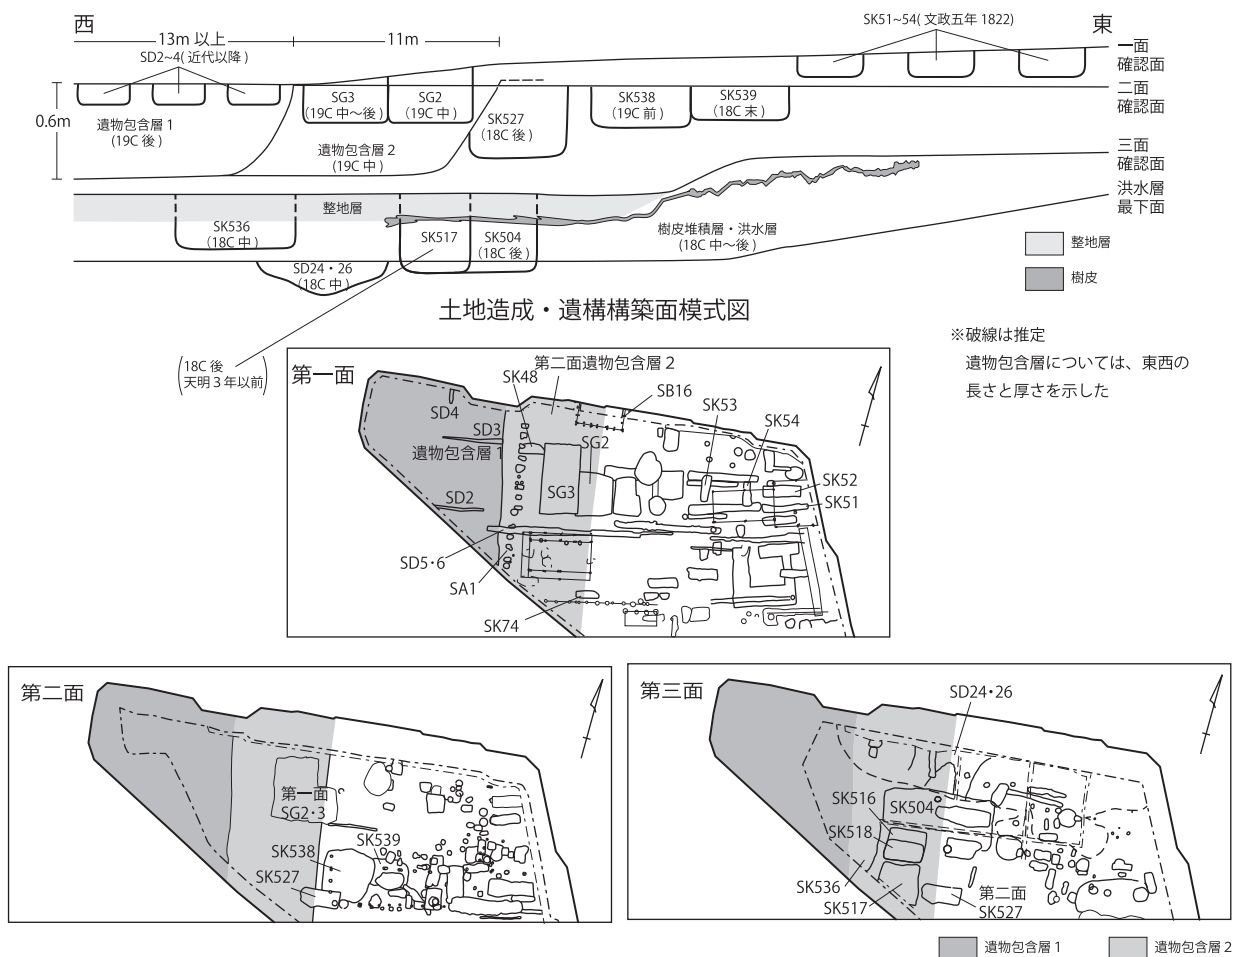 西
東
13m 以上
11m
SK51~54( 文政五年 1822)
SD2~4( 近代以降 )
一面
確認面
二面
確認面
0.6m
遺物包含層 1
(19C 後 )
SG3
(19C 中～後 )
SG2
(19C 中 )
SK527
(18C 後 )
SK538
(19C 前 )
SK539
(18C 末 )
遺物包含層 2
(19C 中 )
三面
確認面
洪水層
最下面
整地層
SK536
(18C 中 )
SK517
SK504
(18C 後 )
樹皮堆積層・洪水層
(18C 中～後 )
SD24・26
(18C 中 )
整地層
樹皮
土地造成・遺構構築面模式図
18C 後
天明 3 年以前
※破線は推定
遺物包含層については、東西の
長さと厚さを示した
第一面
第二面遺物包含層 2
SK48
SB16
SK53
SK54
SD4
SD3
遺物包含層 1
SG2
SG3
SK52
SK51
SD2
SD5・6
SA1
SK74
第二面
第一面
SG2・3
SK539
SK538
SK527
第三面
SD24・26
SK516
SK504
SK518
SK536
SK517
第二面
SK527
遺物包含層 1
遺物包含層 2